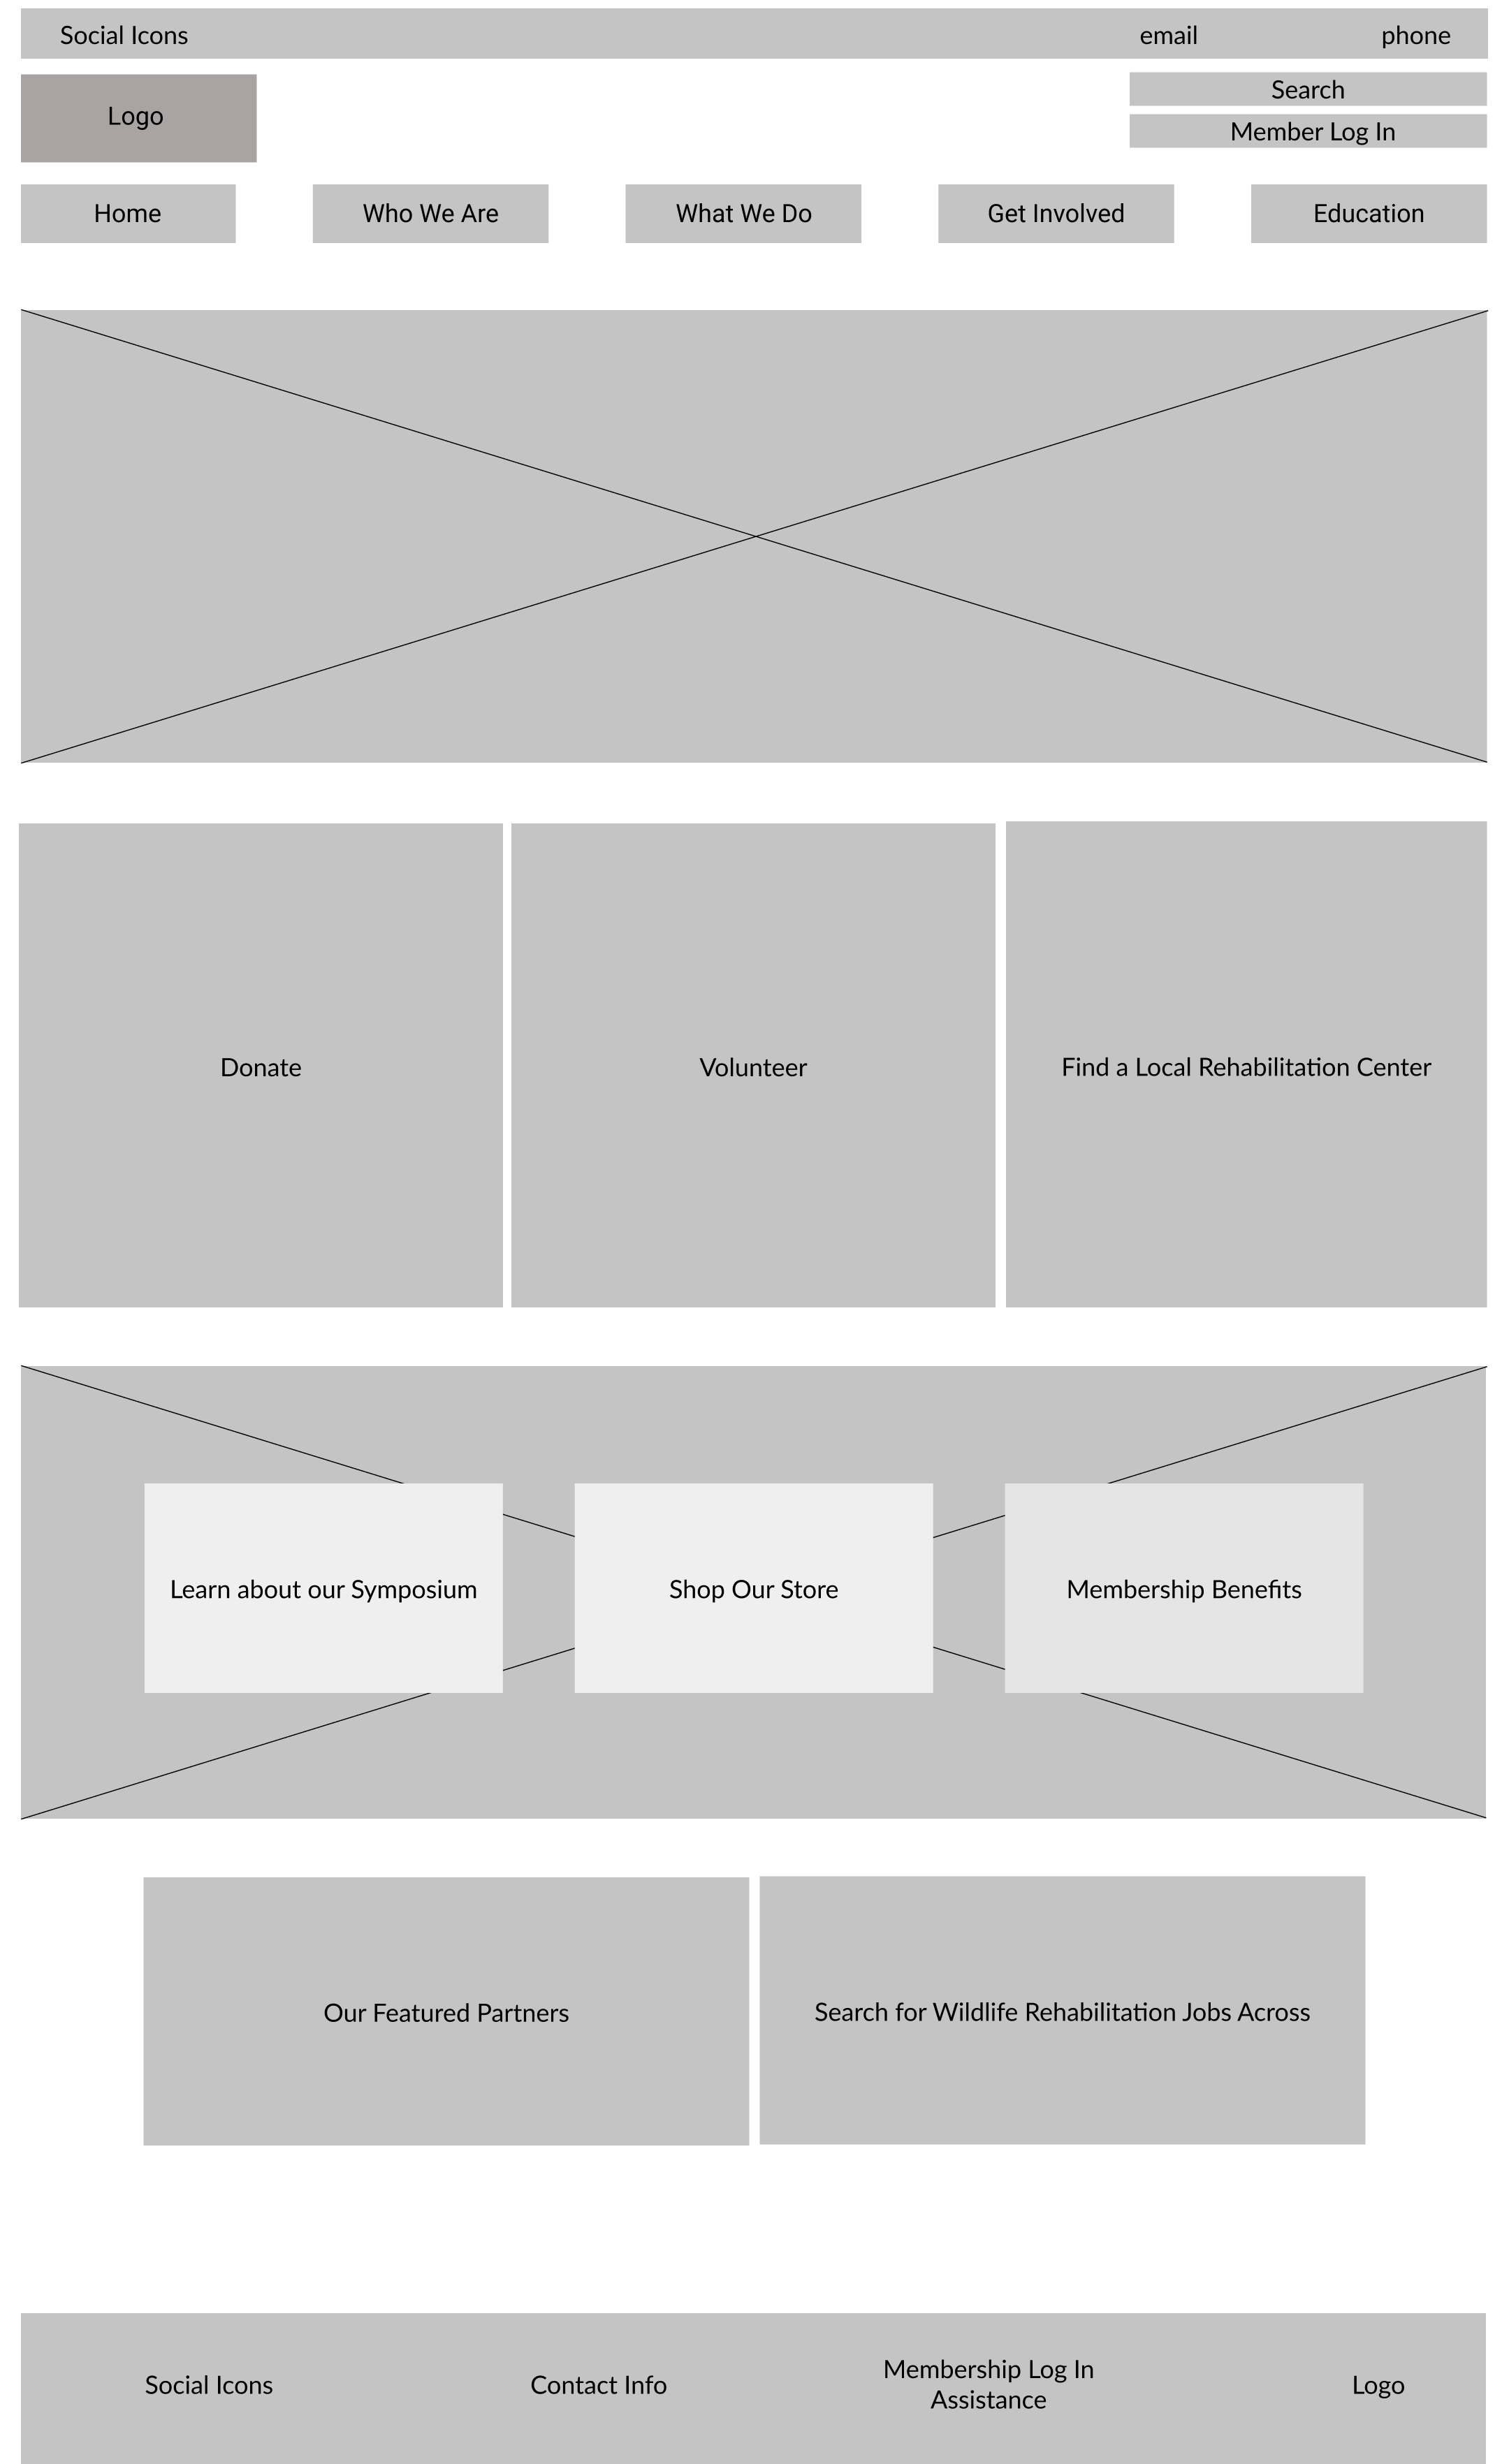 Social Icons
email
phone
Logo
Search
Member Log In
Home
Who We Are
What We Do
Get Involved
Education
Donate
Volunteer
Find a Local Rehabilitation Center
Learn about our Symposium
Shop Our Store
Membership Benefits
Our Featured Partners
Search for Wildlife Rehabilitation Jobs Across
Social Icons
Contact Info
Membership Log In
Assistance
Logo